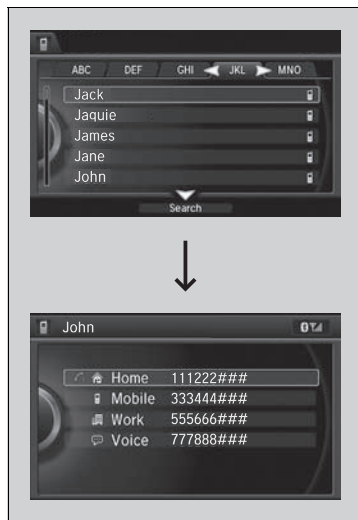 ABC DEF GHI JKL MNO
Jack
Jaquie
James
Jane
John
Search
John
Home 111222###
Mobile 333444###
Work 555666###
Voice 777888###